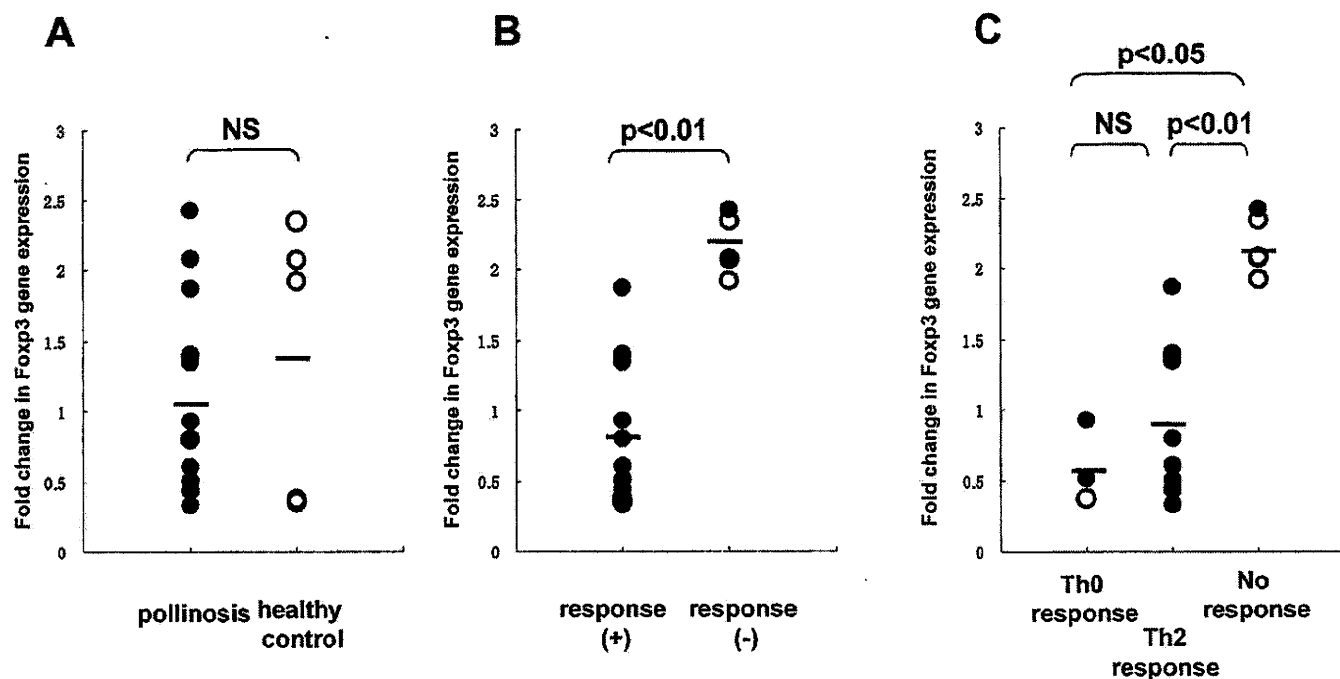 A
NS
Fold change in Foxp3 gene expression
3
2.5
2
1.5
1
0.5
0
pollinosis
healthy
control
B
p<0.01
Fold change in Foxp3 gene expression
3
2.5
2
1.5
1
0.5
0
response
(+)
response
(-)
C
p<0.05
NS
p<0.01
Fold change in Foxp3 gene expression
3
2.5
2
1.5
1
0.5
0
Th0
response
Th2
response
No
response